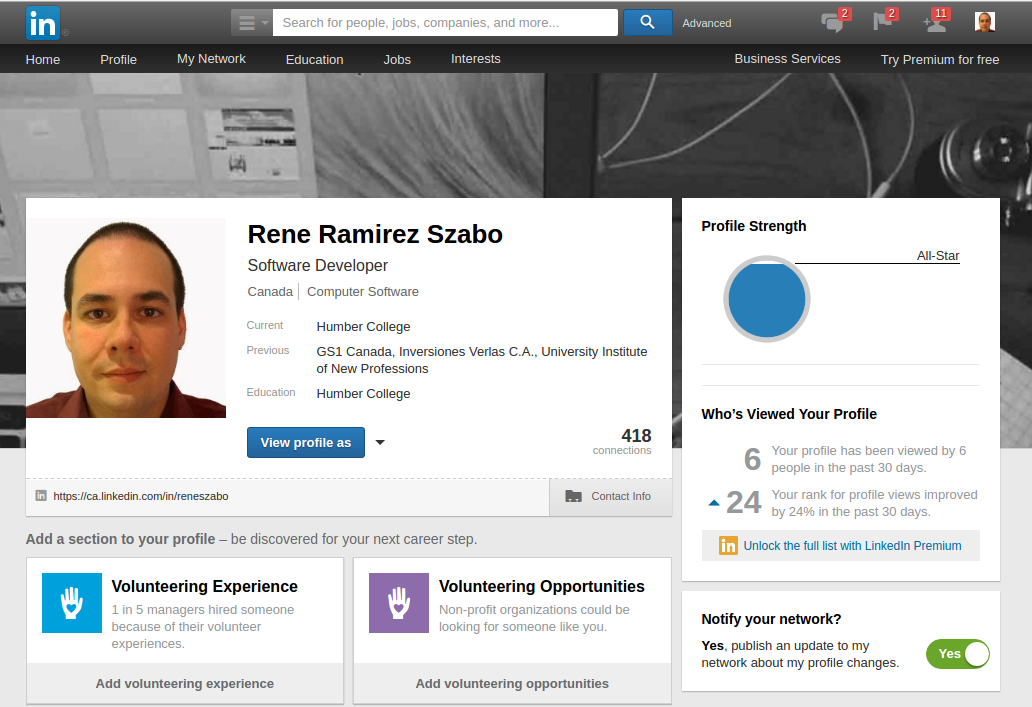 in
Search for people, jobs, companies, and more...
Advanced
2
2
11
Home Profile My Network Education Jobs Interests Business Services Try Premium for free
Rene Ramirez Szabo
Software Developer
Canada Computer Software
Current Humber College
Previous GS1 Canada, Inversiones Verlas C.A., University Institute
of New Professions
Education Humber College
View profile as
418
connections
in https://ca.linkedin.com/in/reneszabo
Contact Info
Add a section to your profile – be discovered for your next career step.
Volunteering Experience
1 in 5 managers hired someone
because of their volunteer
experiences.
Add volunteering experience
Volunteering Opportunities
Non-profit organizations could be
looking for someone like you.
Add volunteering opportunities
Profile Strength
All-Star
Who's Viewed Your Profile
6 Your profile has been viewed by 6
people in the past 30 days.
24 Your rank for profile views improved
by 24% in the past 30 days.
in Unlock the full list with LinkedIn Premium
Notify your network?
Yes, publish an update to my
network about my profile changes.
Yes